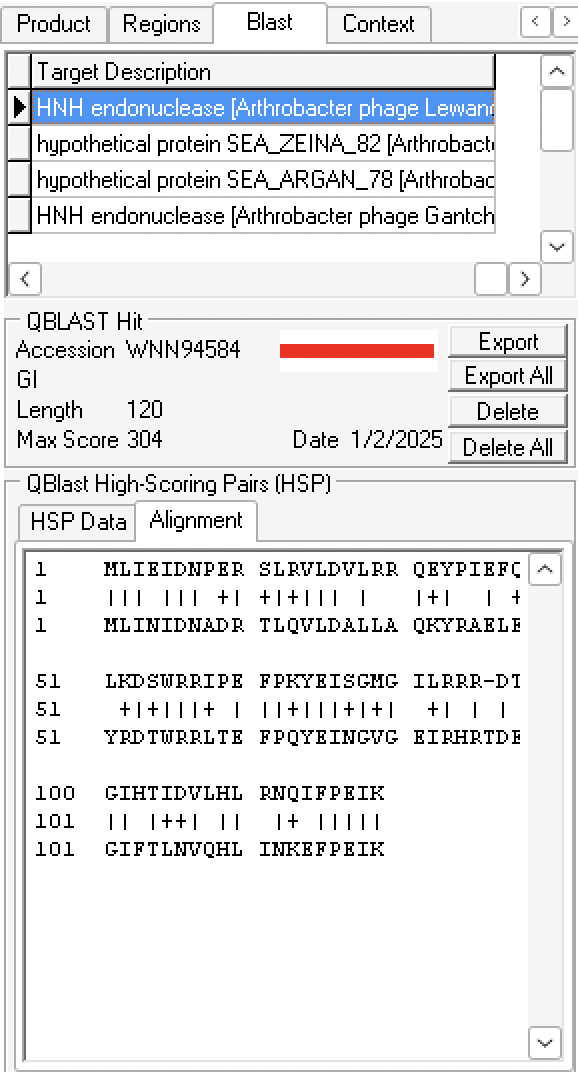 Product Regions Blast Context
Target Description
HNH endonuclease [Arthrobacter phage Lewand
hypothetical protein SEA_ZEINA_82 [Arthrobacte
hypothetical protein SEA_ARGAN_78 [Arthrobac
HNH endonuclease [Arthrobacter phage Gantch
QBLAST Hit
Accession WNN94584
GI
Length 120
Max Score 304
Date 1/2/2025
Export
Export All
Delete
Delete All
QBlast High-Scoring Pairs (HSP)
HSP Data Alignment
1 MLIEIDNPER SLRVLDVLRR QEYPIEFQ
1 ||| ||| +| +|+||| | |+| | +
1 MLINIDNADR TLQVLDALLA QKYRAELE
51 LKDSWRRIPE FPKYEISGMG ILRRR-DT
51 +|+|||+ | ||+|||+|+| +| | |
51 YRDTWRRLTE FPQYEINGVG EIRHRTDE
100 GIHTIDVLHL RNQIFPEIK
101 || |++| || |+ |||||
101 GIFTLNVQHL INKEFPEIK